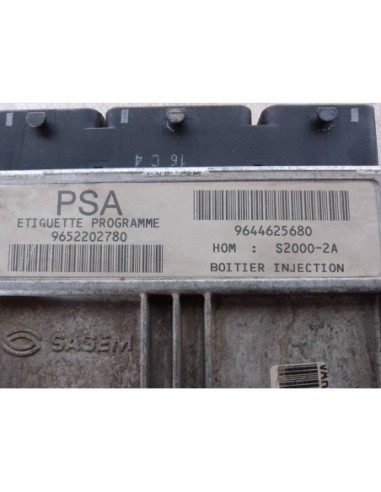 16 C 4
PSA
ETIQUETTE PROGRAMME
9652202780
9644625680
HOM : S2000-2A
BOITIER INJECTION
SAGEM